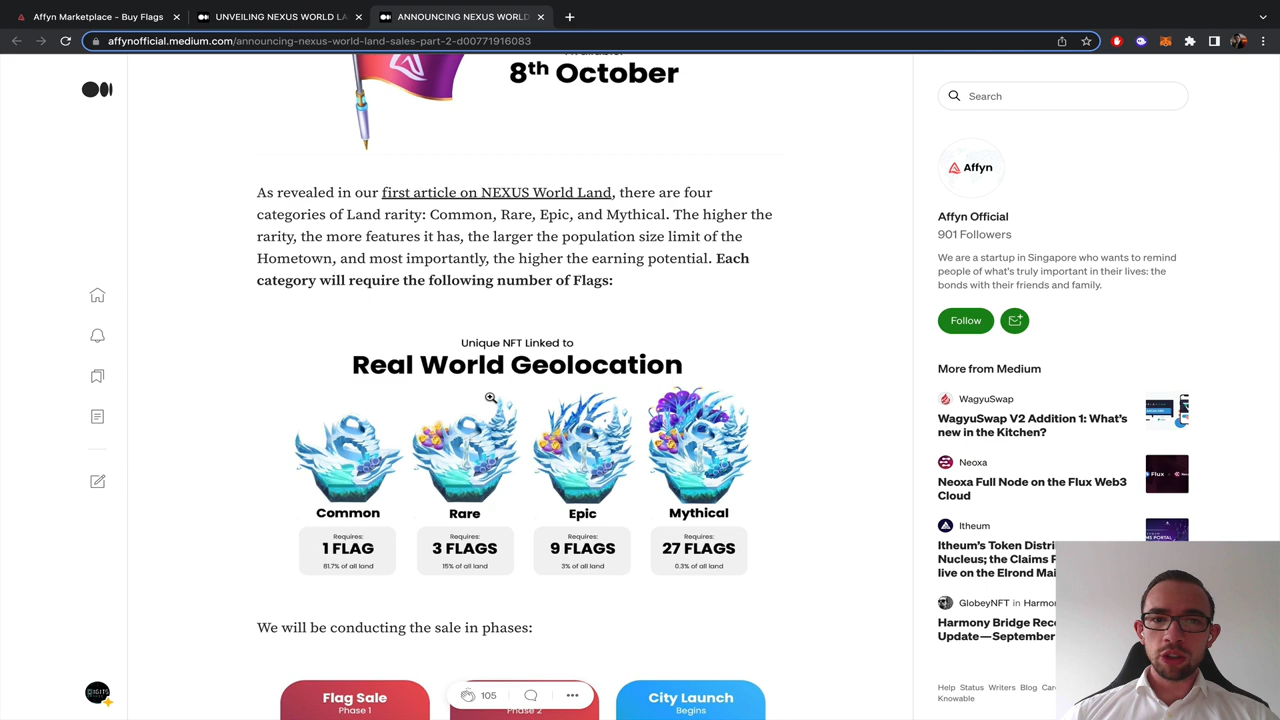 Affyn Marketplace - Buy Flags
UNVEILING NEXUS WORLD LA
ANNOUNCING NEXUS WORLD
affynofficial.medium.com/announcing-nexus-world-land-sales-part-2-d00771916083
8th October
As revealed in our first article on NEXUS World Land, there are four
categories of Land rarity: Common, Rare, Epic, and Mythical. The higher the
rarity, the more features it has, the larger the population size limit of the
Hometown, and most importantly, the higher the earning potential. Each
category will require the following number of Flags:
Unique NFT Linked to
Real World Geolocation
Common
Rare
Epic
Mythical
Requires:
1 FLAG
81.7% of all land
Requires:
3 FLAGS
15% of all land
Requires:
9 FLAGS
3% of all land
Requires:
27 FLAGS
0.3% of all land
We will be conducting the sale in phases:
Flag Sale
Phase 1
Phase 2
City Launch
Begins
105
Search
Affyn
Affyn Official
901 Followers
We are a startup in Singapore who wants to remind
people of what's truly important in their lives: the
bonds with their friends and family.
Follow
More from Medium
WagyuSwap
WagyuSwap V2 Addition 1: What's
new in the Kitchen?
Neoxa
Neoxa Full Node on the Flux Web3
Cloud
Itheum
Itheum's Token Distri
Nucleus; the Claims P
live on the Elrond Mai
GlobeyNFT in Harmon
Harmony Bridge Reco
Update—September
Help Status Writers Blog Care
Knowable